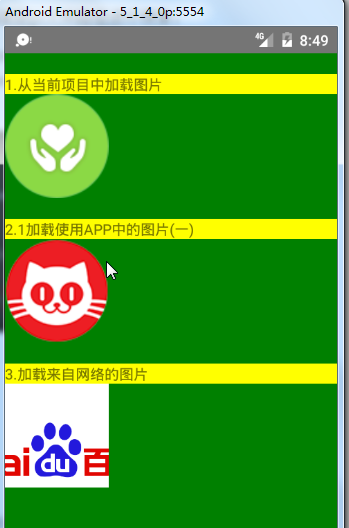 Android Emulator - 5_1_4_0p:5554
4G 8:49
1.从当前项目中加载图片
2.1加载使用APP中的图片(一)
3.加载来自网络的图片
ai du 百